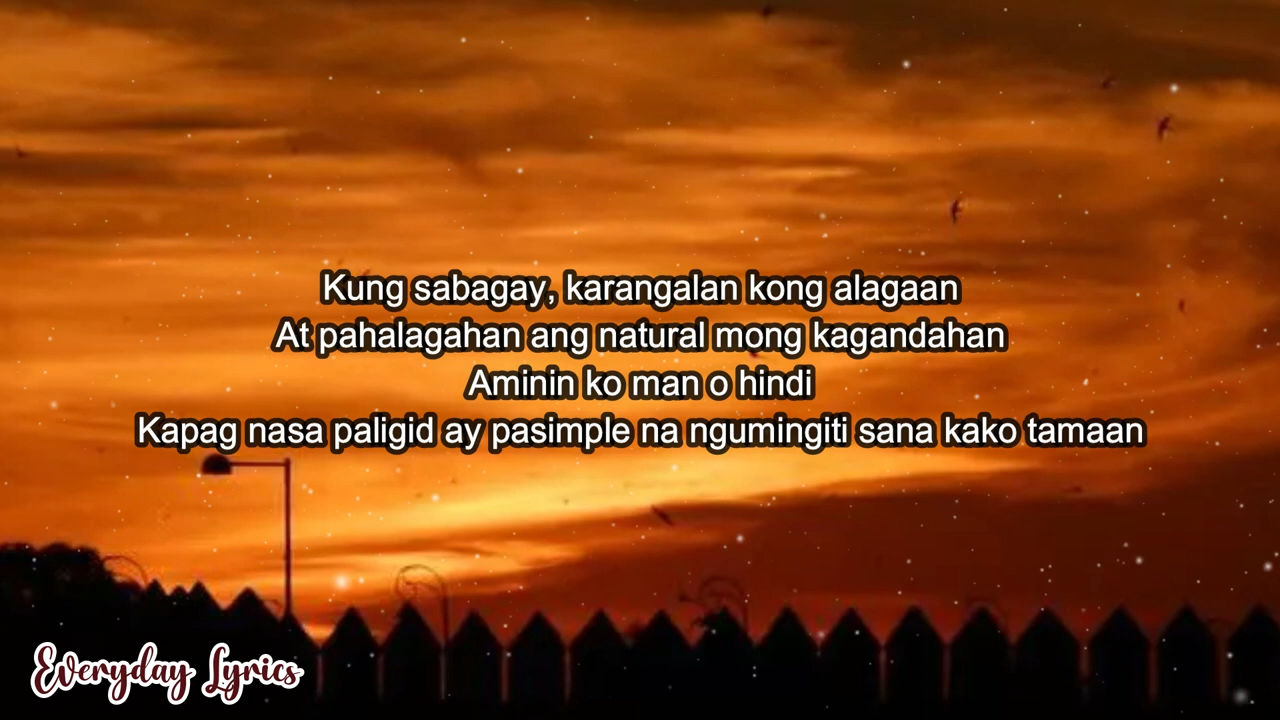 Kung sabagay, karangalan kong alagaan
At pahalagahan ang natural mong kagandahan
Aminin ko man o hindi
Kapag nasa paligid ay pasimple na ngumingiti sana kako tamaan
Everyday Lyrics